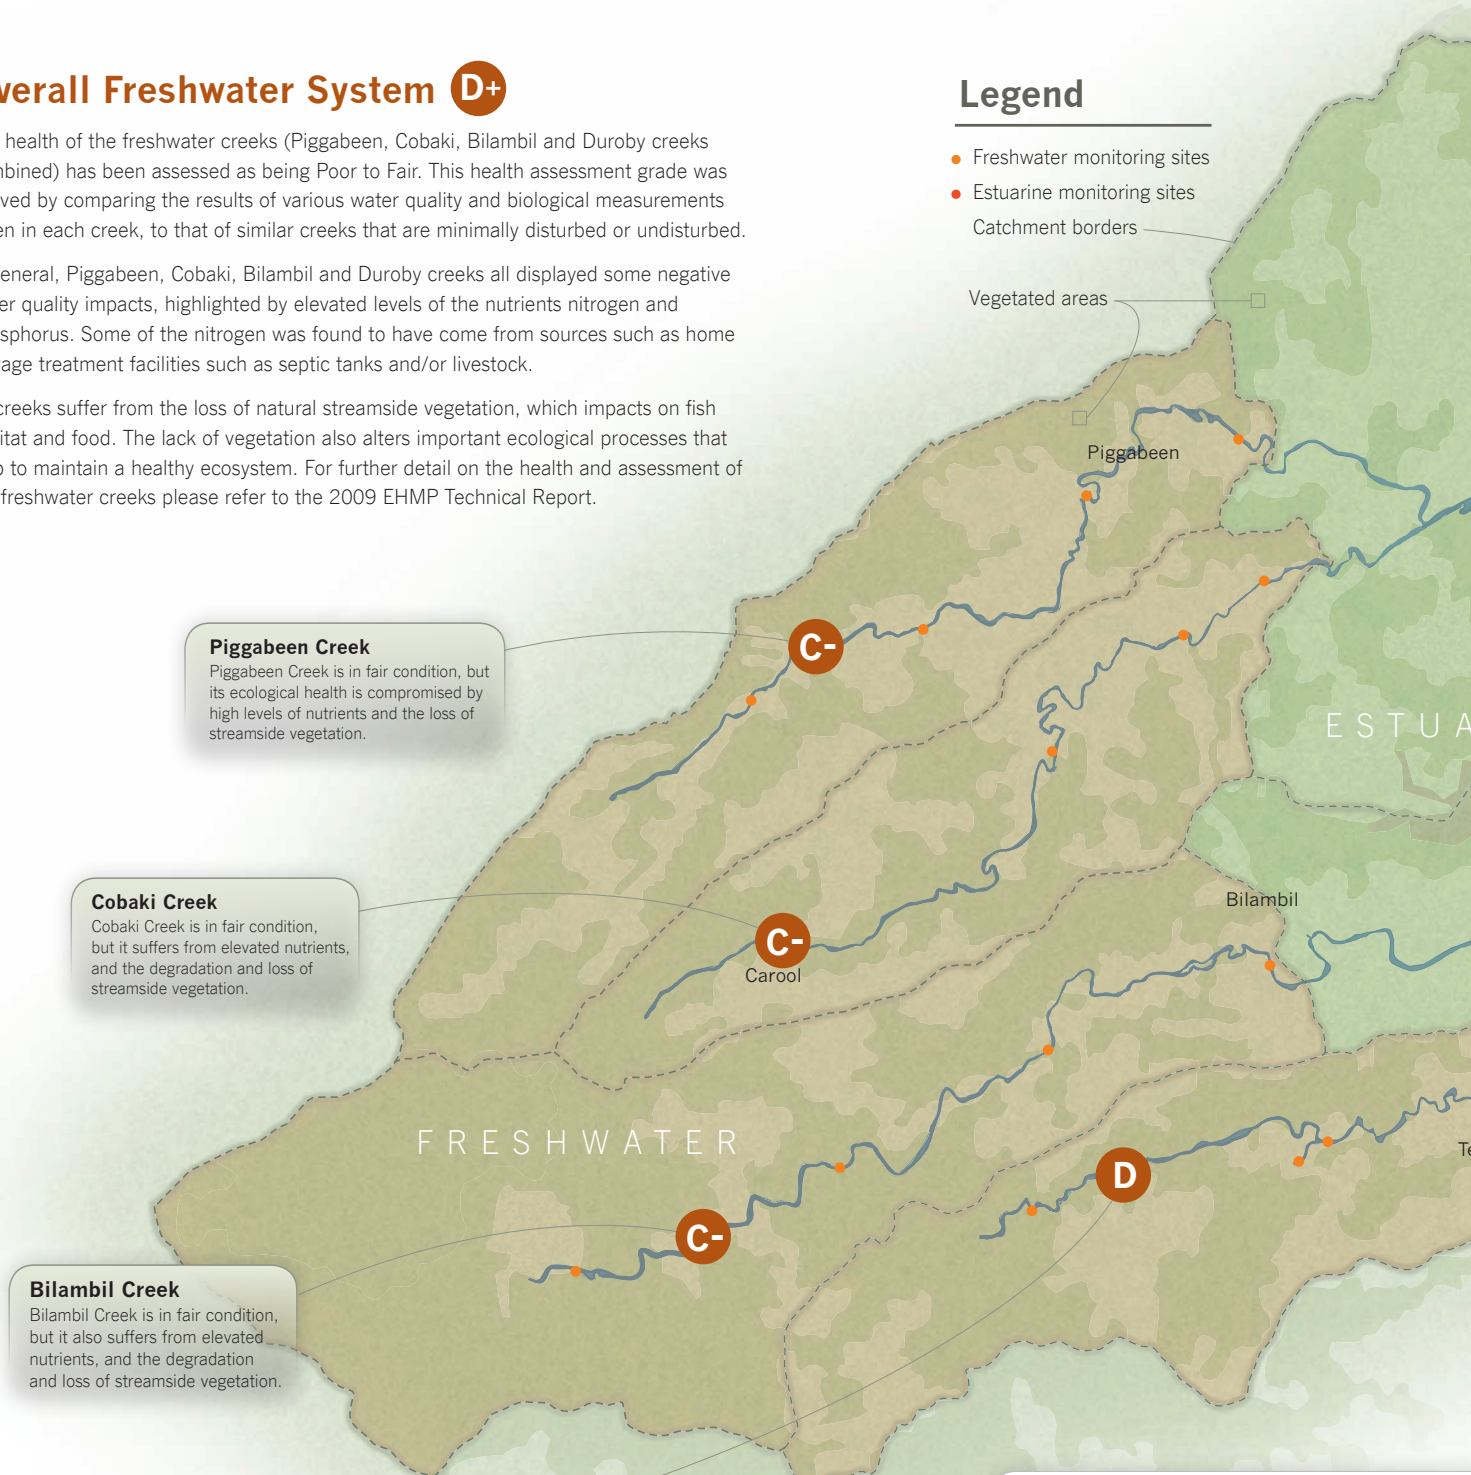 verall Freshwater System D+
health of the freshwater creeks (Piggabeen, Cobaki, Bilambil and Duroby creeks
mbined) has been assessed as being Poor to Fair. This health assessment grade was
ived by comparing the results of various water quality and biological measurements
en in each creek, to that of similar creeks that are minimally disturbed or undisturbed.
eneral, Piggabeen, Cobaki, Bilambil and Duroby creeks all displayed some negative
er quality impacts, highlighted by elevated levels of the nutrients nitrogen and
sphorus. Some of the nitrogen was found to have come from sources such as home
age treatment facilities such as septic tanks and/or livestock.
creeks suffer from the loss of natural streamside vegetation, which impacts on fish
itat and food. The lack of vegetation also alters important ecological processes that
p to maintain a healthy ecosystem. For further detail on the health and assessment of
freshwater creeks please refer to the 2009 EHMP Technical Report.
Legend
Freshwater monitoring sites
Estuarine monitoring sites
Catchment borders
Vegetated areas
Piggabeen
Piggabeen Creek
Piggabeen Creek is in fair condition, but
its ecological health is compromised by
high levels of nutrients and the loss of
streamside vegetation.
C-
ESTUA
Cobaki Creek
Cobaki Creek is in fair condition,
but it suffers from elevated nutrients,
and the degradation and loss of
streamside vegetation.
C-
Carool
Bilambil
FRESHWATER
Te
D
C-
Bilambil Creek
Bilambil Creek is in fair condition,
but it also suffers from elevated
nutrients, and the degradation
and loss of streamside vegetation.